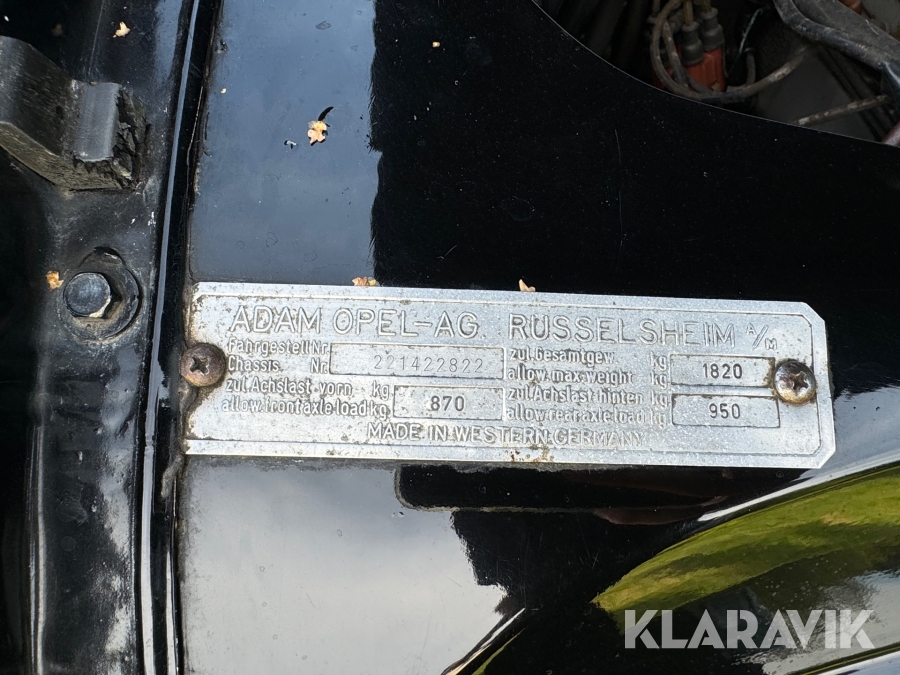 ADAM OPEL-AG. RÜSSELSHEIM A/M
Fahrgestell Nr.
Chassis. Nr. 221422822
zul. Gesamtgew. kg
allow. max. weight kg 1820
zul. Achslast vorn kg
allow. front axle load kg 870
zul. Achslast hinten kg
allow. rear axle load kg 950
MADE IN WESTERN GERMANY
KLARAVIK